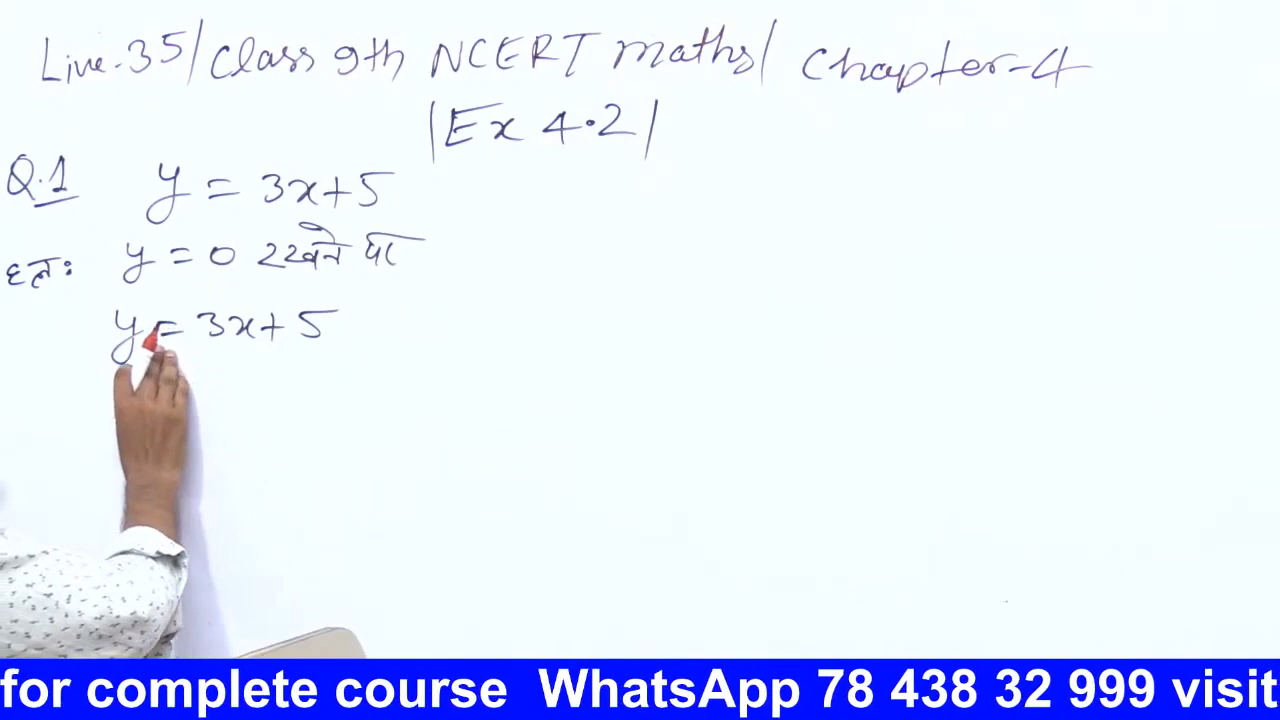 Live-35/Class 9th NCERT maths/ Chapter-4
|Ex 4.2|
Q.1 y = 3x+5
हलः y = 0 रखने पर
y = 3x+5
for complete course WhatsApp 78 438 32 999 visit